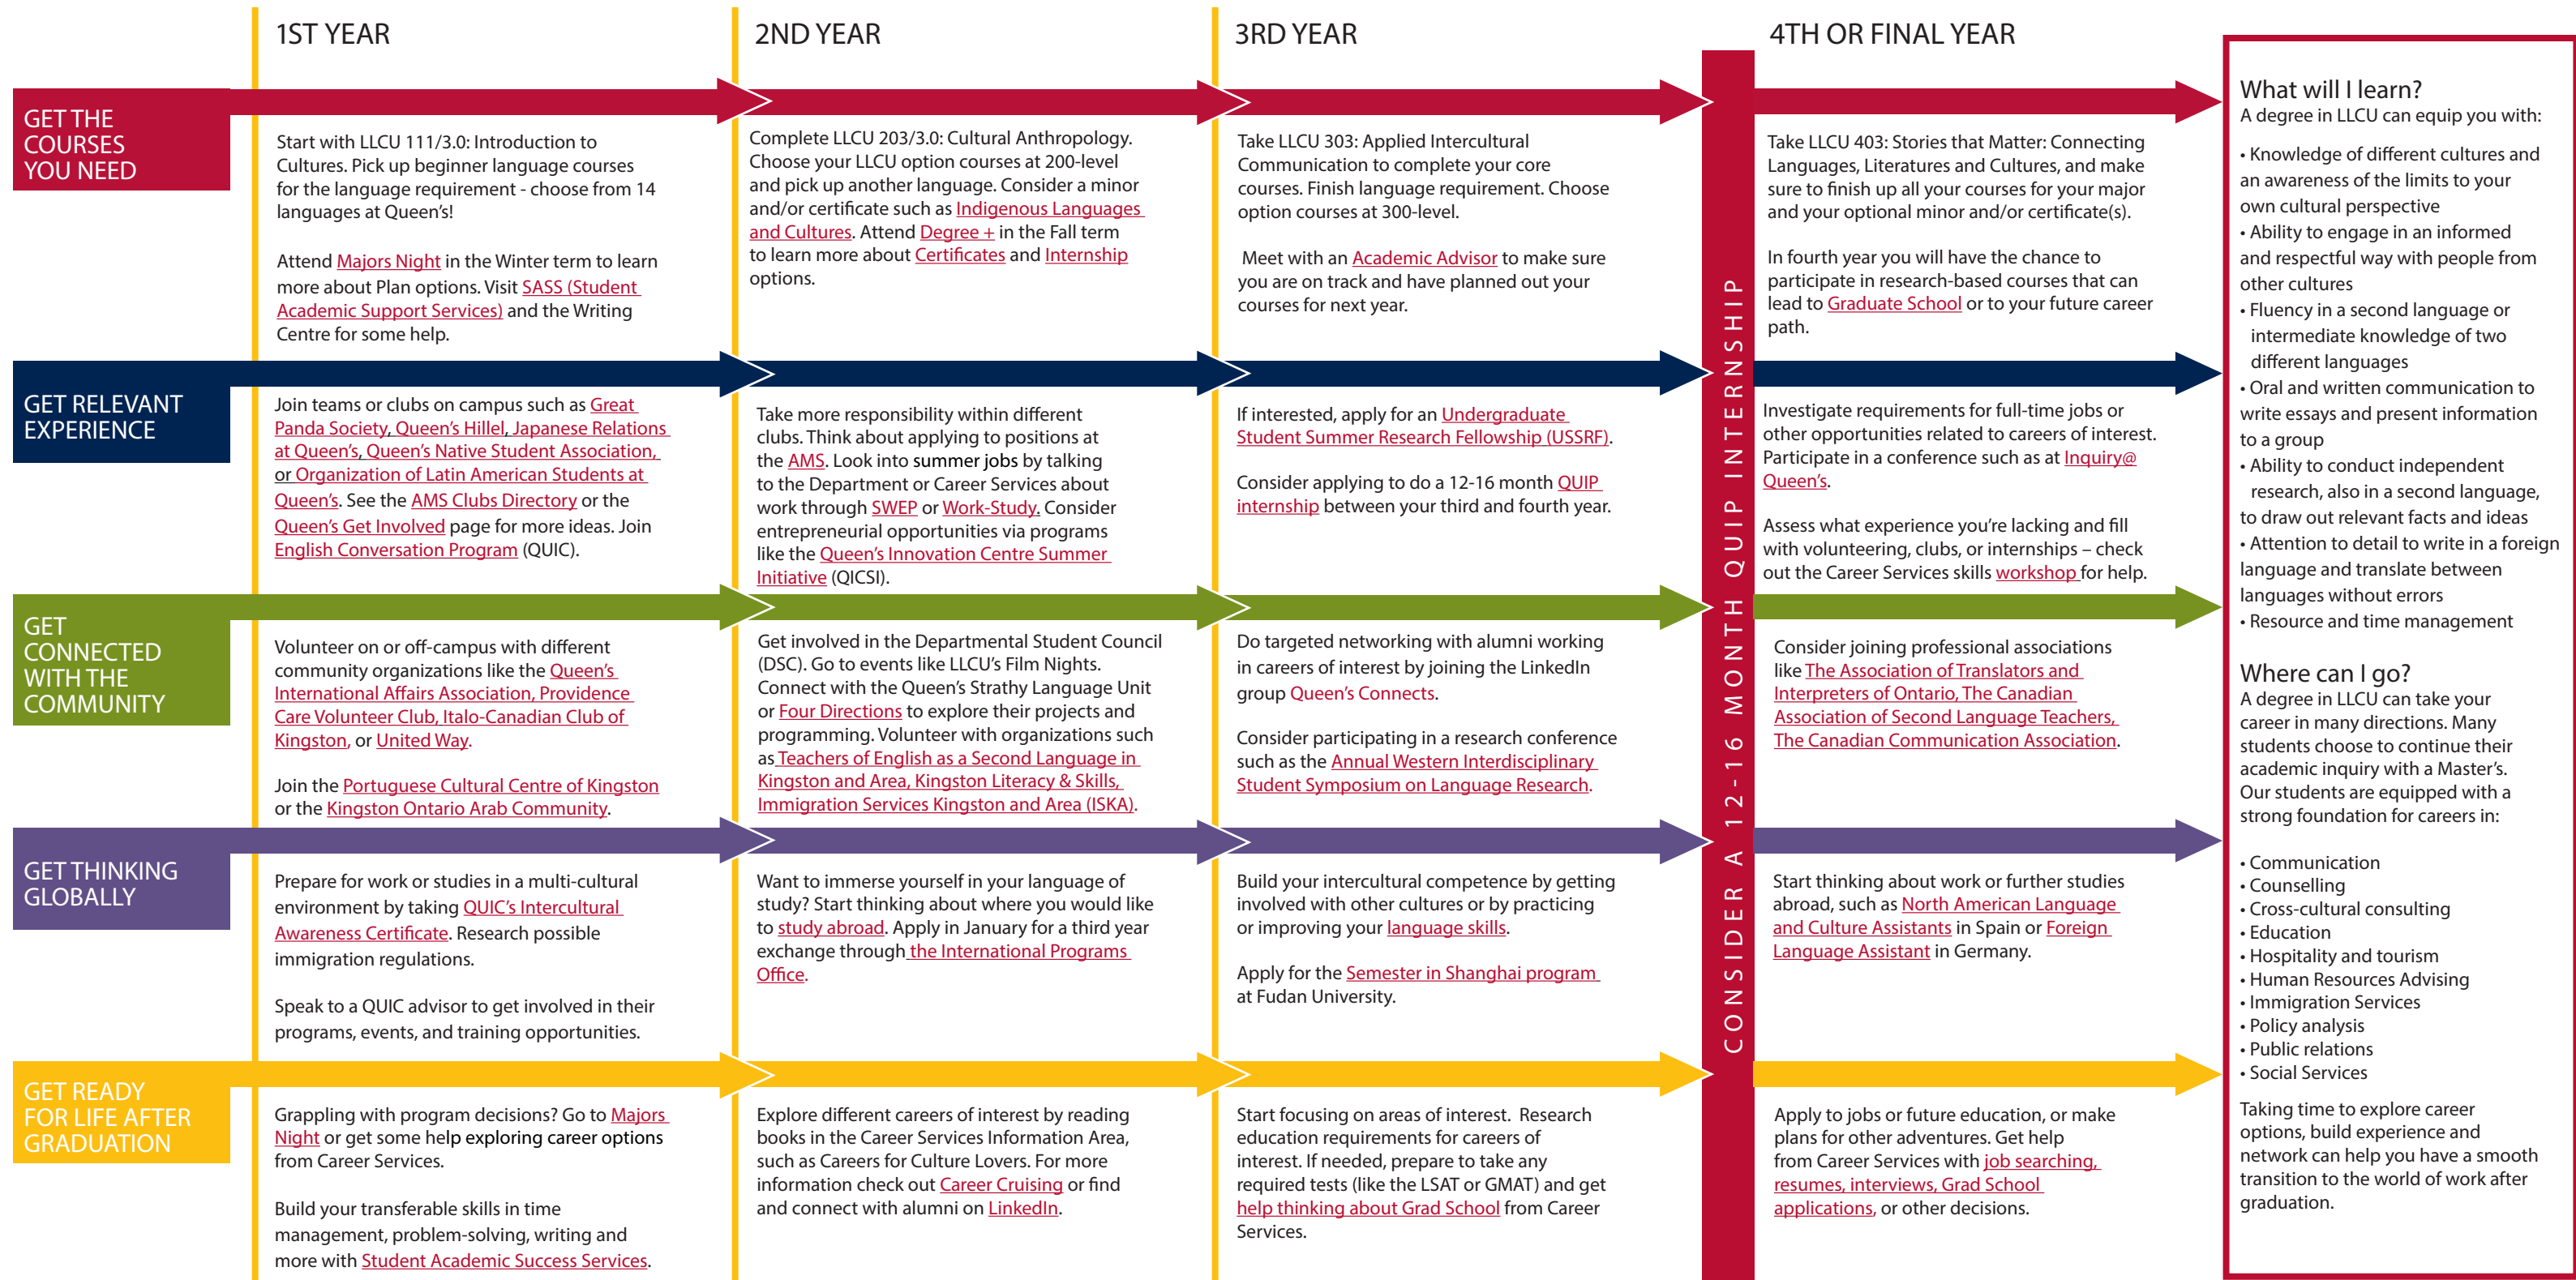 1ST YEAR
2ND YEAR
3RD YEAR
4TH OR FINAL YEAR
GET THE
COURSES
YOU NEED
Start with LLCU 111/3.0: Introduction to
Cultures. Pick up beginner language courses
for the language requirement - choose from 14
languages at Queen's!
Attend Majors Night in the Winter term to learn
more about Plan options. Visit SASS (Student
Academic Support Services) and the Writing
Centre for some help.
Complete LLCU 203/3.0: Cultural Anthropology.
Choose your LLCU option courses at 200-level
and pick up another language. Consider a minor
and/or certificate such as Indigenous Languages
and Cultures. Attend Degree + in the Fall term
to learn more about Certificates and Internship
options.
Take LLCU 303: Applied Intercultural
Communication to complete your core
courses. Finish language requirement. Choose
option courses at 300-level.
Meet with an Academic Advisor to make sure
you are on track and have planned out your
courses for next year.
Take LLCU 403: Stories that Matter: Connecting
Languages, Literatures and Cultures, and make
sure to finish up all your courses for your major
and your optional minor and/or certificate(s).
In fourth year you will have the chance to
participate in research-based courses that can
lead to Graduate School or to your future career
path.
GET RELEVANT
EXPERIENCE
Join teams or clubs on campus such as Great
Panda Society, Queen's Hillel, Japanese Relations
at Queen's, Queen's Native Student Association,
or Organization of Latin American Students at
Queen's. See the AMS Clubs Directory or the
Queen's Get Involved page for more ideas. Join
English Conversation Program (QUIC).
Take more responsibility within different
clubs. Think about applying to positions at
the AMS. Look into summer jobs by talking
to the Department or Career Services about
work through SWEP or Work-Study. Consider
entrepreneurial opportunities via programs
like the Queen's Innovation Centre Summer
Initiative (QICSI).
If interested, apply for an Undergraduate
Student Summer Research Fellowship (USSRF).
Consider applying to do a 12-16 month QUIP
internship between your third and fourth year.
Investigate requirements for full-time jobs or
other opportunities related to careers of interest.
Participate in a conference such as at Inquiry@
Queen's.
Assess what experience you're lacking and fill
with volunteering, clubs, or internships – check
out the Career Services skills workshop for help.
GET
CONNECTED
WITH THE
COMMUNITY
Volunteer on or off-campus with different
community organizations like the Queen's
International Affairs Association, Providence
Care Volunteer Club, Italo-Canadian Club of
Kingston, or United Way.
Join the Portuguese Cultural Centre of Kingston
or the Kingston Ontario Arab Community.
Get involved in the Departmental Student Council
(DSC). Go to events like LLCU's Film Nights.
Connect with the Queen's Strathy Language Unit
or Four Directions to explore their projects and
programming. Volunteer with organizations such
as Teachers of English as a Second Language in
Kingston and Area, Kingston Literacy & Skills,
Immigration Services Kingston and Area (ISKA).
Do targeted networking with alumni working
in careers of interest by joining the LinkedIn
group Queen's Connects.
Consider participating in a research conference
such as the Annual Western Interdisciplinary
Student Symposium on Language Research.
Consider joining professional associations
like The Association of Translators and
Interpreters of Ontario, The Canadian
Association of Second Language Teachers,
The Canadian Communication Association.
GET THINKING
GLOBALLY
Prepare for work or studies in a multi-cultural
environment by taking QUIC's Intercultural
Awareness Certificate. Research possible
immigration regulations.
Speak to a QUIC advisor to get involved in their
programs, events, and training opportunities.
Want to immerse yourself in your language of
study? Start thinking about where you would like
to study abroad. Apply in January for a third year
exchange through the International Programs
Office.
Build your intercultural competence by getting
involved with other cultures or by practicing
or improving your language skills.
Apply for the Semester in Shanghai program
at Fudan University.
Start thinking about work or further studies
abroad, such as North American Language
and Culture Assistants in Spain or Foreign
Language Assistant in Germany.
GET READY
FOR LIFE AFTER
GRADUATION
Grappling with program decisions? Go to Majors
Night or get some help exploring career options
from Career Services.
Build your transferable skills in time
management, problem-solving, writing and
more with Student Academic Success Services.
Explore different careers of interest by reading
books in the Career Services Information Area,
such as Careers for Culture Lovers. For more
information check out Career Cruising or find
and connect with alumni on LinkedIn.
Start focusing on areas of interest. Research
education requirements for careers of
interest. If needed, prepare to take any
required tests (like the LSAT or GMAT) and get
help thinking about Grad School from Career
Services.
Apply to jobs or future education, or make
plans for other adventures. Get help
from Career Services with job searching,
resumes, interviews, Grad School
applications, or other decisions.
CONSIDER A 12-16 MONTH QUIP INTERNSHIP
What will I learn?
A degree in LLCU can equip you with:
• Knowledge of different cultures and
an awareness of the limits to your
own cultural perspective
• Ability to engage in an informed
and respectful way with people from
other cultures
• Fluency in a second language or
intermediate knowledge of two
different languages
• Oral and written communication to
write essays and present information
to a group
• Ability to conduct independent
research, also in a second language,
to draw out relevant facts and ideas
• Attention to detail to write in a foreign
language and translate between
languages without errors
• Resource and time management
Where can I go?
A degree in LLCU can take your
career in many directions. Many
students choose to continue their
academic inquiry with a Master's.
Our students are equipped with a
strong foundation for careers in:
• Communication
• Counselling
• Cross-cultural consulting
• Education
• Hospitality and tourism
• Human Resources Advising
• Immigration Services
• Policy analysis
• Public relations
• Social Services
Taking time to explore career
options, build experience and
network can help you have a smooth
transition to the world of work after
graduation.